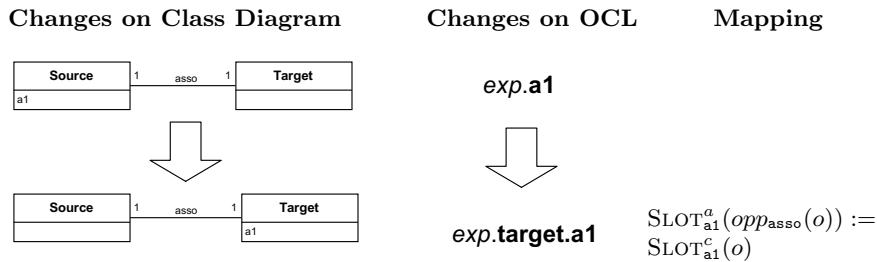 Changes on Class Diagram Changes on OCL Mapping
Source 1 asso 1 Target
a1
exp.a1
Source 1 asso 1 Target
a1
exp.target.a1
SLOTᵃₐ₁(opp_asso(o)) :=
SLOTᶜₐ₁(o)